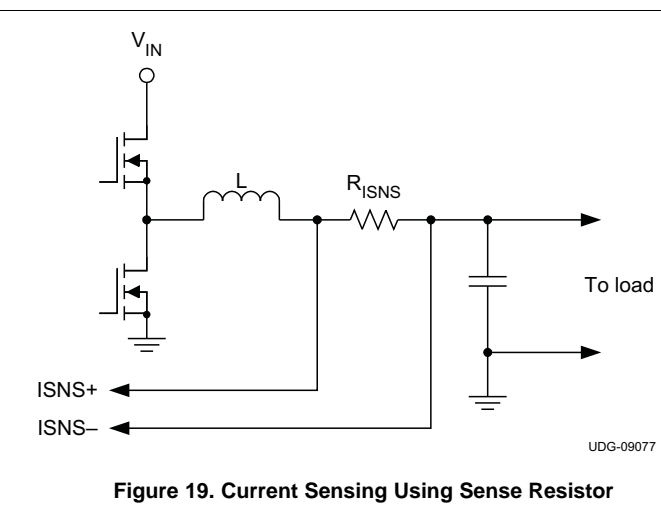 V_IN
L
R_ISNS
To load
ISNS+
ISNS–
UDG-09077
Figure 19. Current Sensing Using Sense Resistor